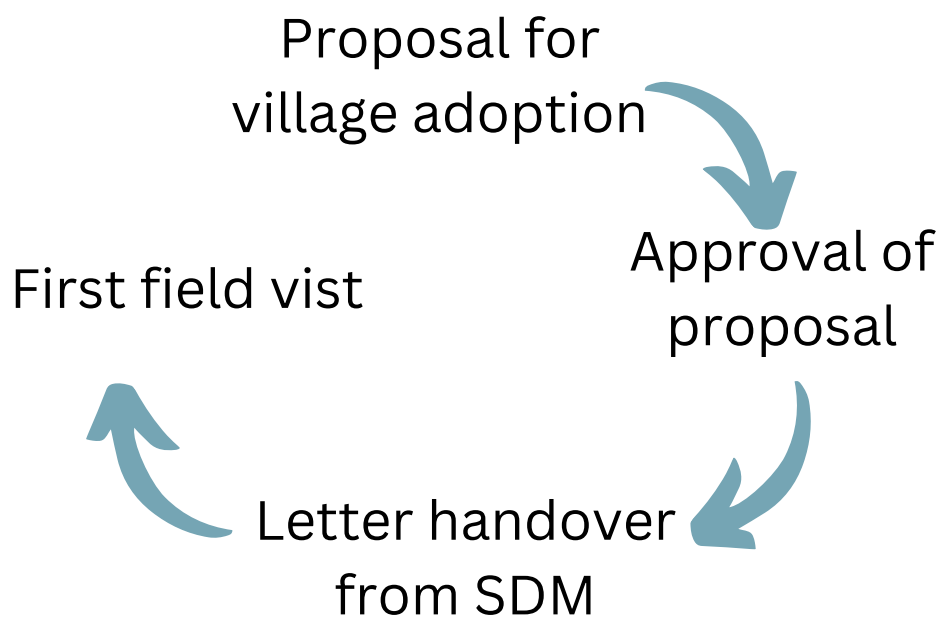 Proposal for
village adoption
Approval of
proposal
Letter handover
from SDM
First field vist